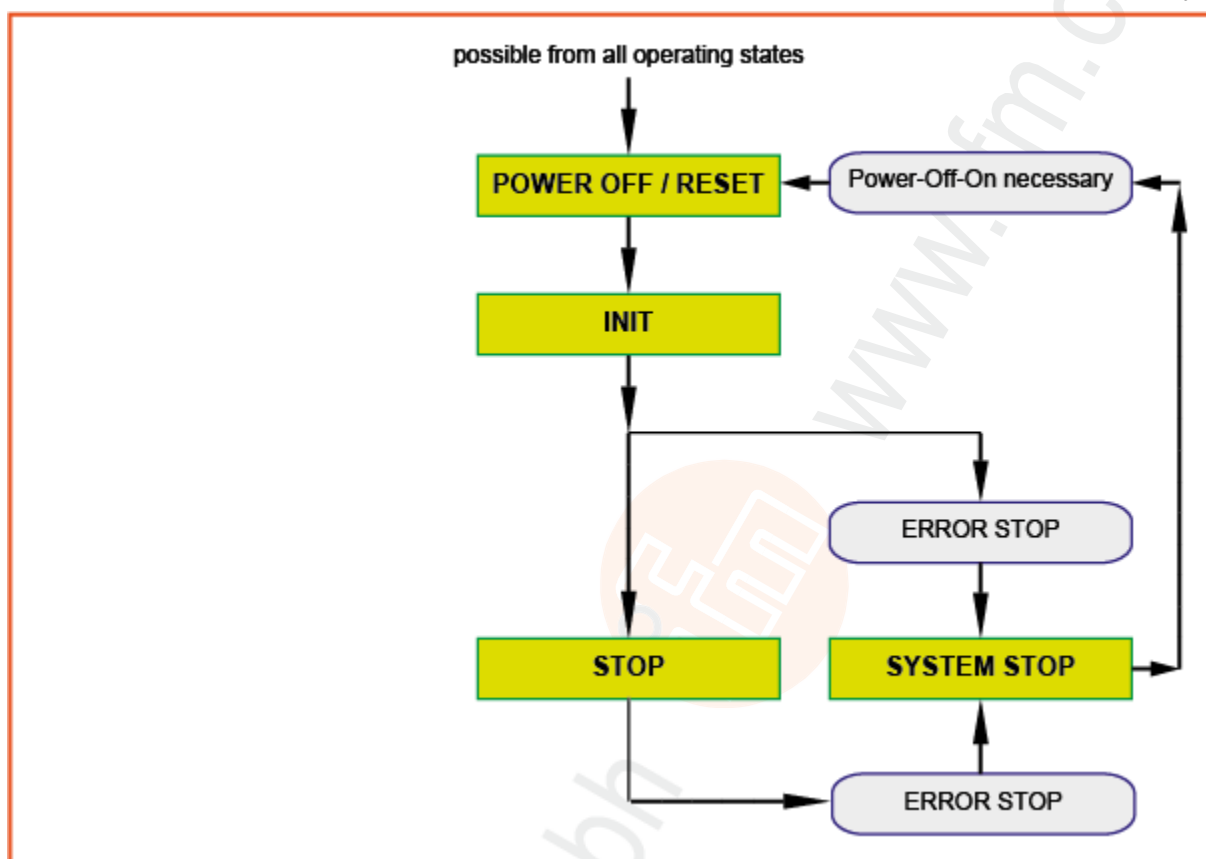 possible from all operating states
POWER OFF / RESET
Power-Off-On necessary
INIT
ERROR STOP
STOP
SYSTEM STOP
ERROR STOP